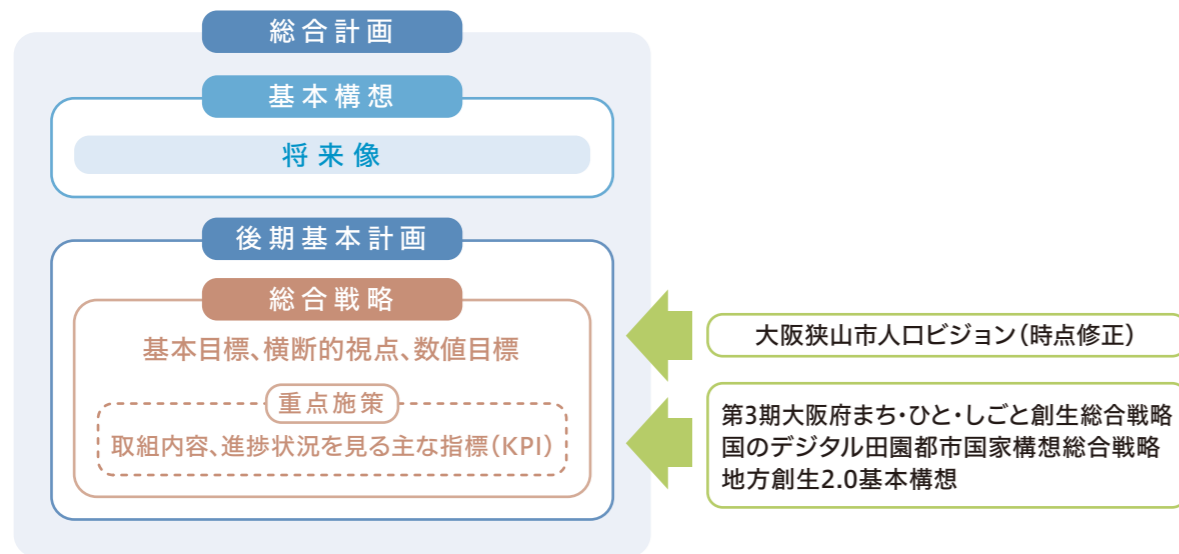 総合計画
基本構想
将来像
後期基本計画
総合戦略
基本目標、横断的視点、数値目標
重点施策
取組内容、進捗状況を見る主な指標(KPI)
大阪狭山市人口ビジョン(時点修正)
第3期大阪府まち・ひと・しごと創生総合戦略
国のデジタル田園都市国家構想総合戦略
地方創生2.0基本構想